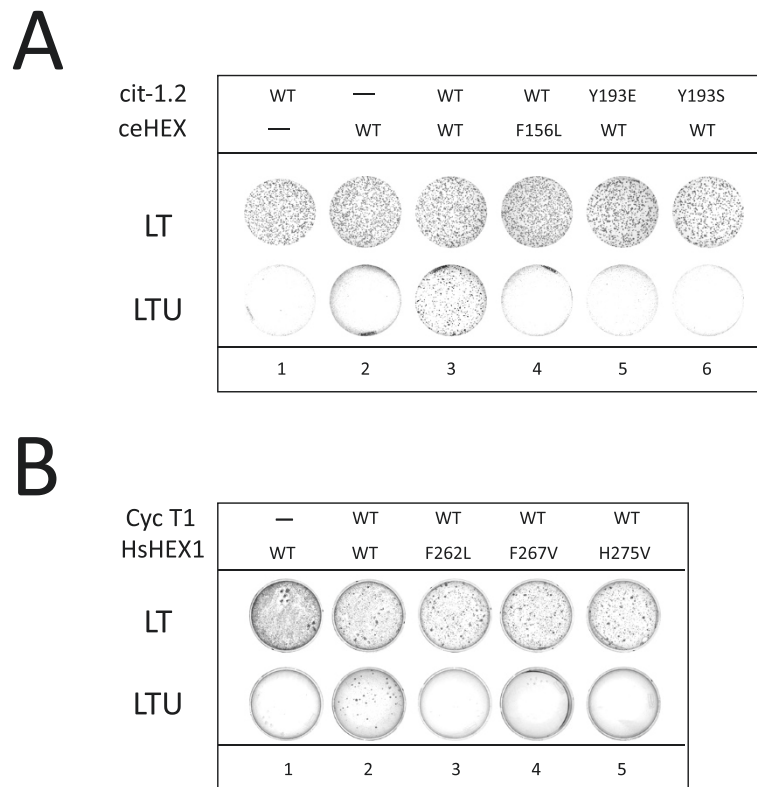 A
cit-1.2 WT — WT WT Y193E Y193S
ceHEX — WT WT F156L WT WT
LT
LTU
1 2 3 4 5 6
B
Cyc T1 — WT WT WT WT
HsHEX1 WT WT F262L F267V H275V
LT
LTU
1 2 3 4 5